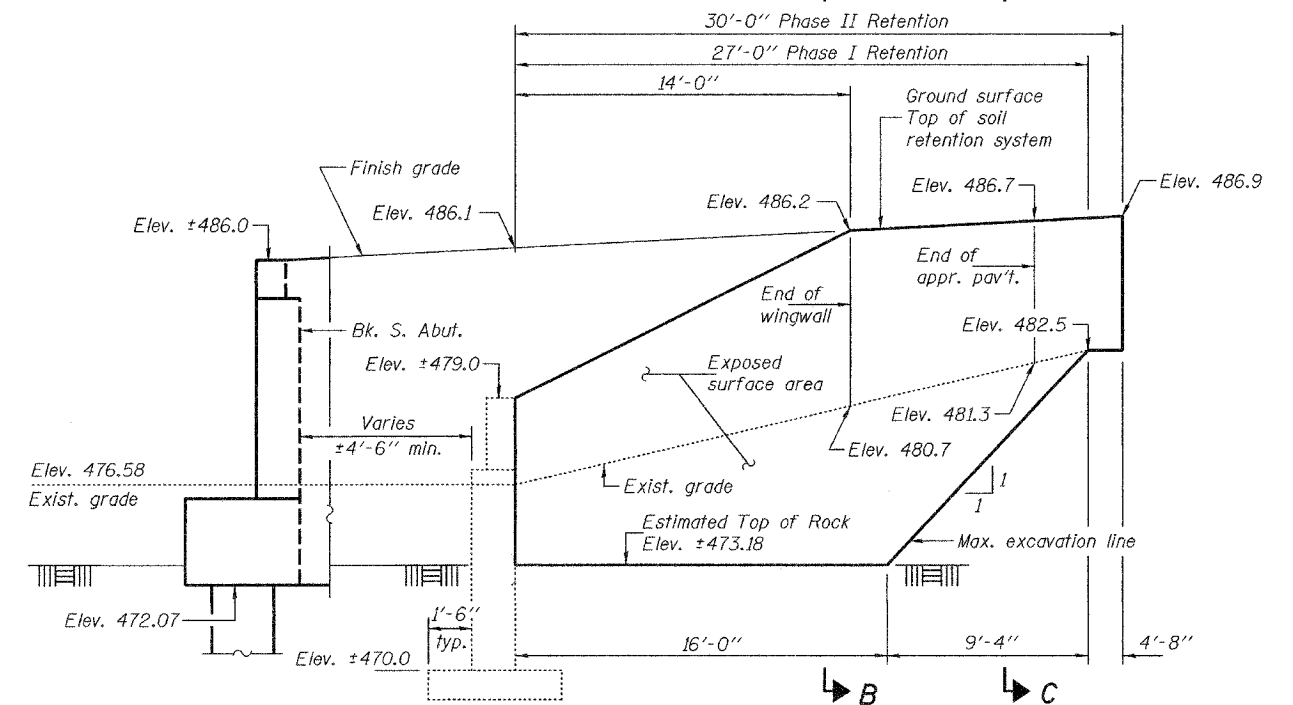 30'-0" Phase II Retention
27'-0" Phase I Retention
14'-0"
Ground surface
Top of soil
retention system
Finish grade
Elev. 486.7
Elev. 486.9
Elev. 486.1
Elev. 486.2
Elev. ±486.0
End of
appr. pav't.
End of
wingwall
Elev. 482.5
Bk. S. Abut.
Elev. ±479.0
Exposed
surface area
Varies
±4'-6" min.
Elev. 481.3
Elev. 480.7
Elev. 476.58
Exist. grade
Exist. grade
1
1
Estimated Top of Rock
Elev. ±473.18
Max. excavation line
Elev. 472.07
1'-6"
typ.
16'-0"
9'-4"
4'-8"
Elev. ±470.0
B
C